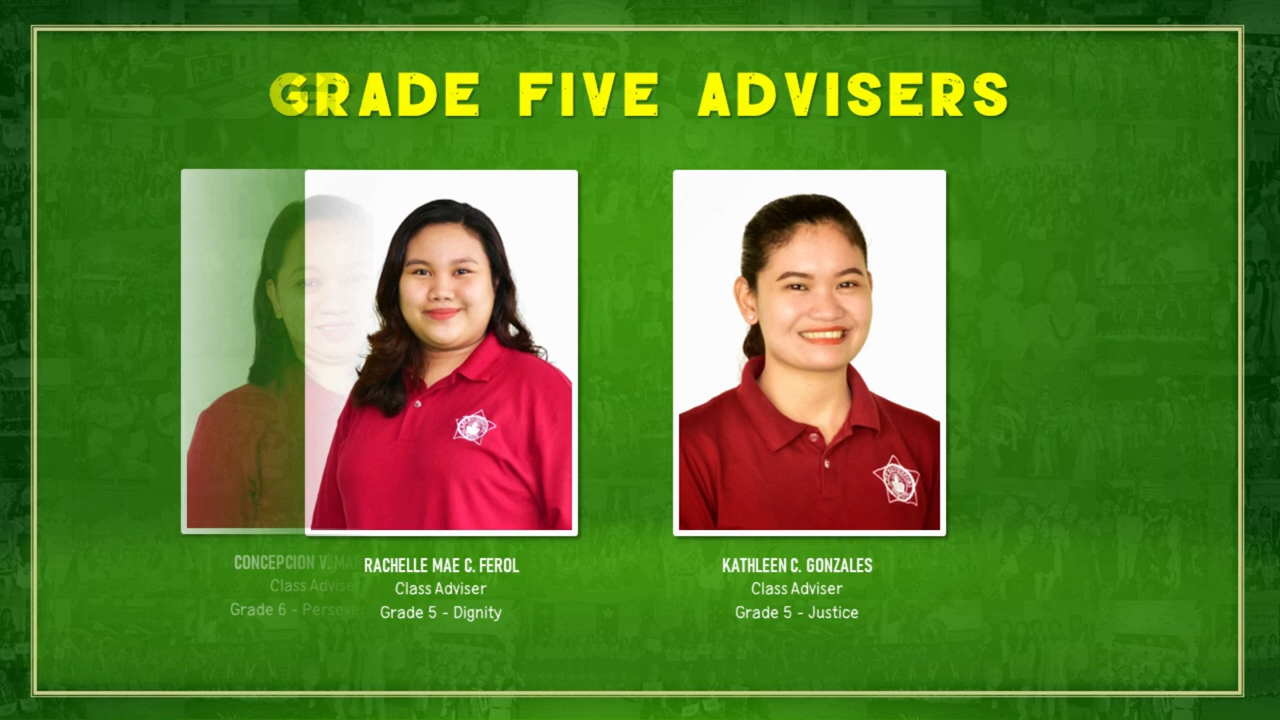 GRADE FIVE ADVISERS
CONCEPCION V.
Class Adviser
Grade 6 -
RACHELLE MAE C. FEROL
Class Adviser
Grade 5 - Dignity
KATHLEEN C. GONZALES
Class Adviser
Grade 5 - Justice